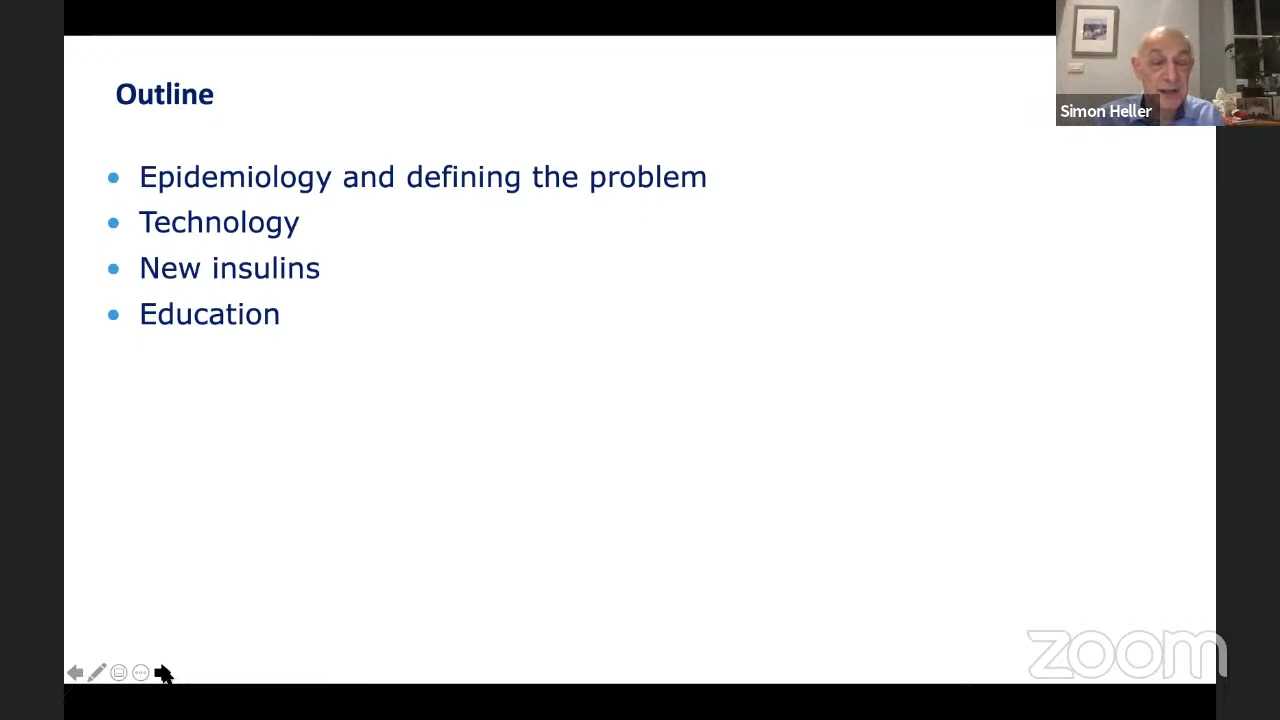 Outline
Epidemiology and defining the problem
Technology
New insulins
Education
Simon Heller
zoom